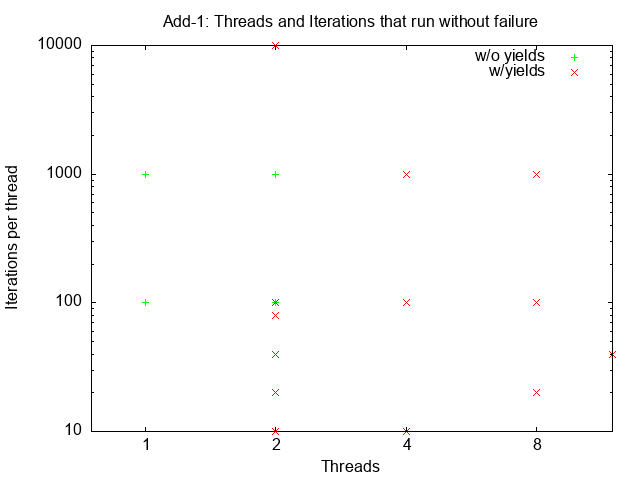 Add-1: Threads and Iterations that run without failure
10000
w/o yields
w/yields
1000
Iterations per thread
100
10
1
2
4
8
Threads